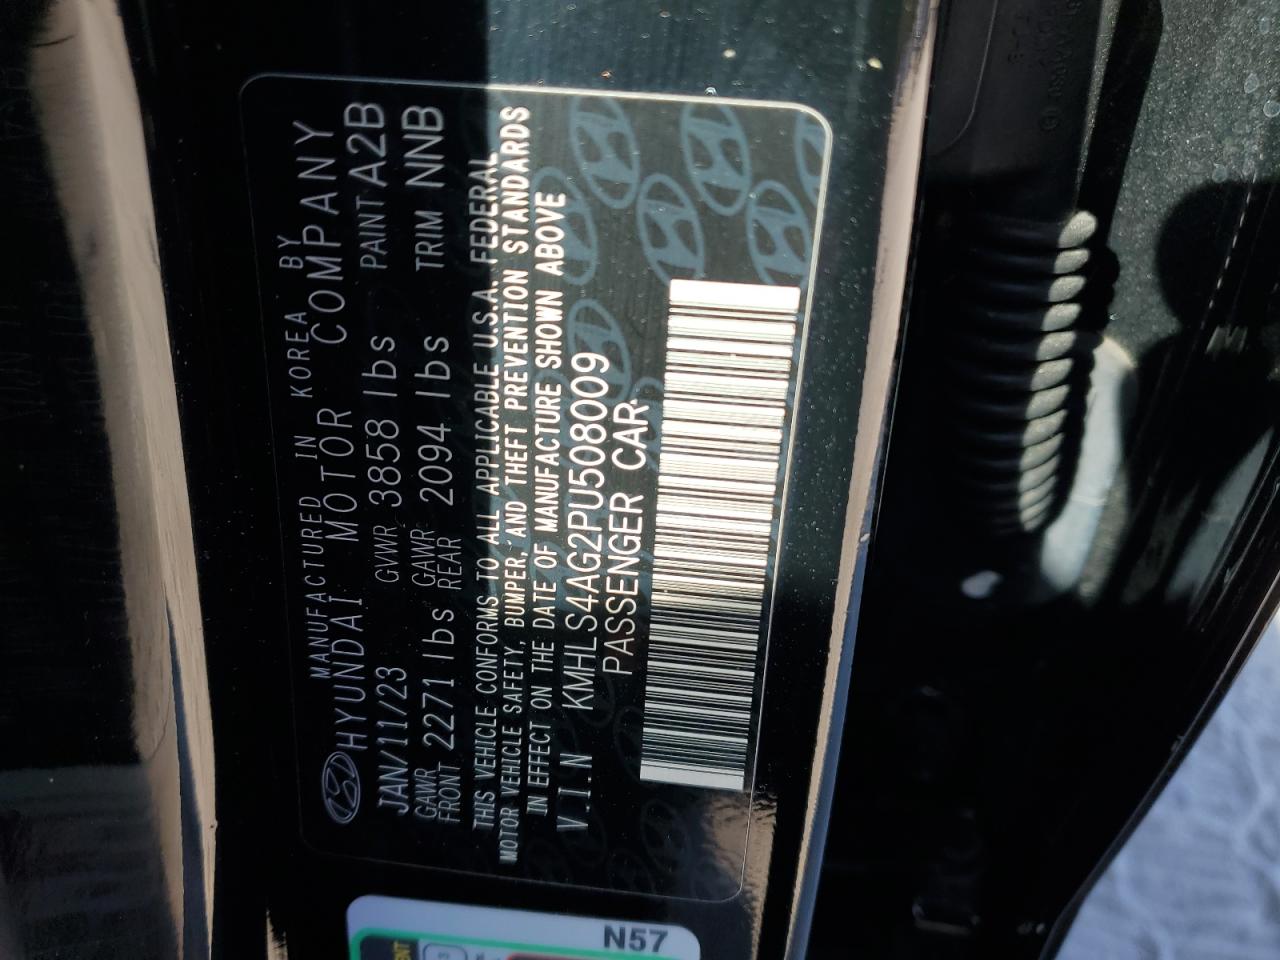 MANUFACTURED IN KOREA BY
HYUNDAI MOTOR COMPANY
JAN/11/23 GVWR 3858 lbs PAINT A2B
GAWR FRONT 2271 lbs GAWR REAR 2094 lbs TRIM NNB
THIS VEHICLE CONFORMS TO ALL APPLICABLE U.S.A. FEDERAL
MOTOR VEHICLE SAFETY, BUMPER, AND THEFT PREVENTION STANDARDS
IN EFFECT ON THE DATE OF MANUFACTURE SHOWN ABOVE
V.I.N KMHLS4AG2PU508009
PASSENGER CAR
N57